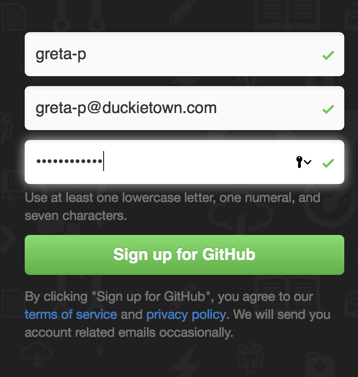 greta-p
greta-p@duckietown.com
••••••••••••
Use at least one lowercase letter, one numeral, and
seven characters.
Sign up for GitHub
By clicking "Sign up for GitHub", you agree to our
terms of service and privacy policy. We will send you
account related emails occasionally.